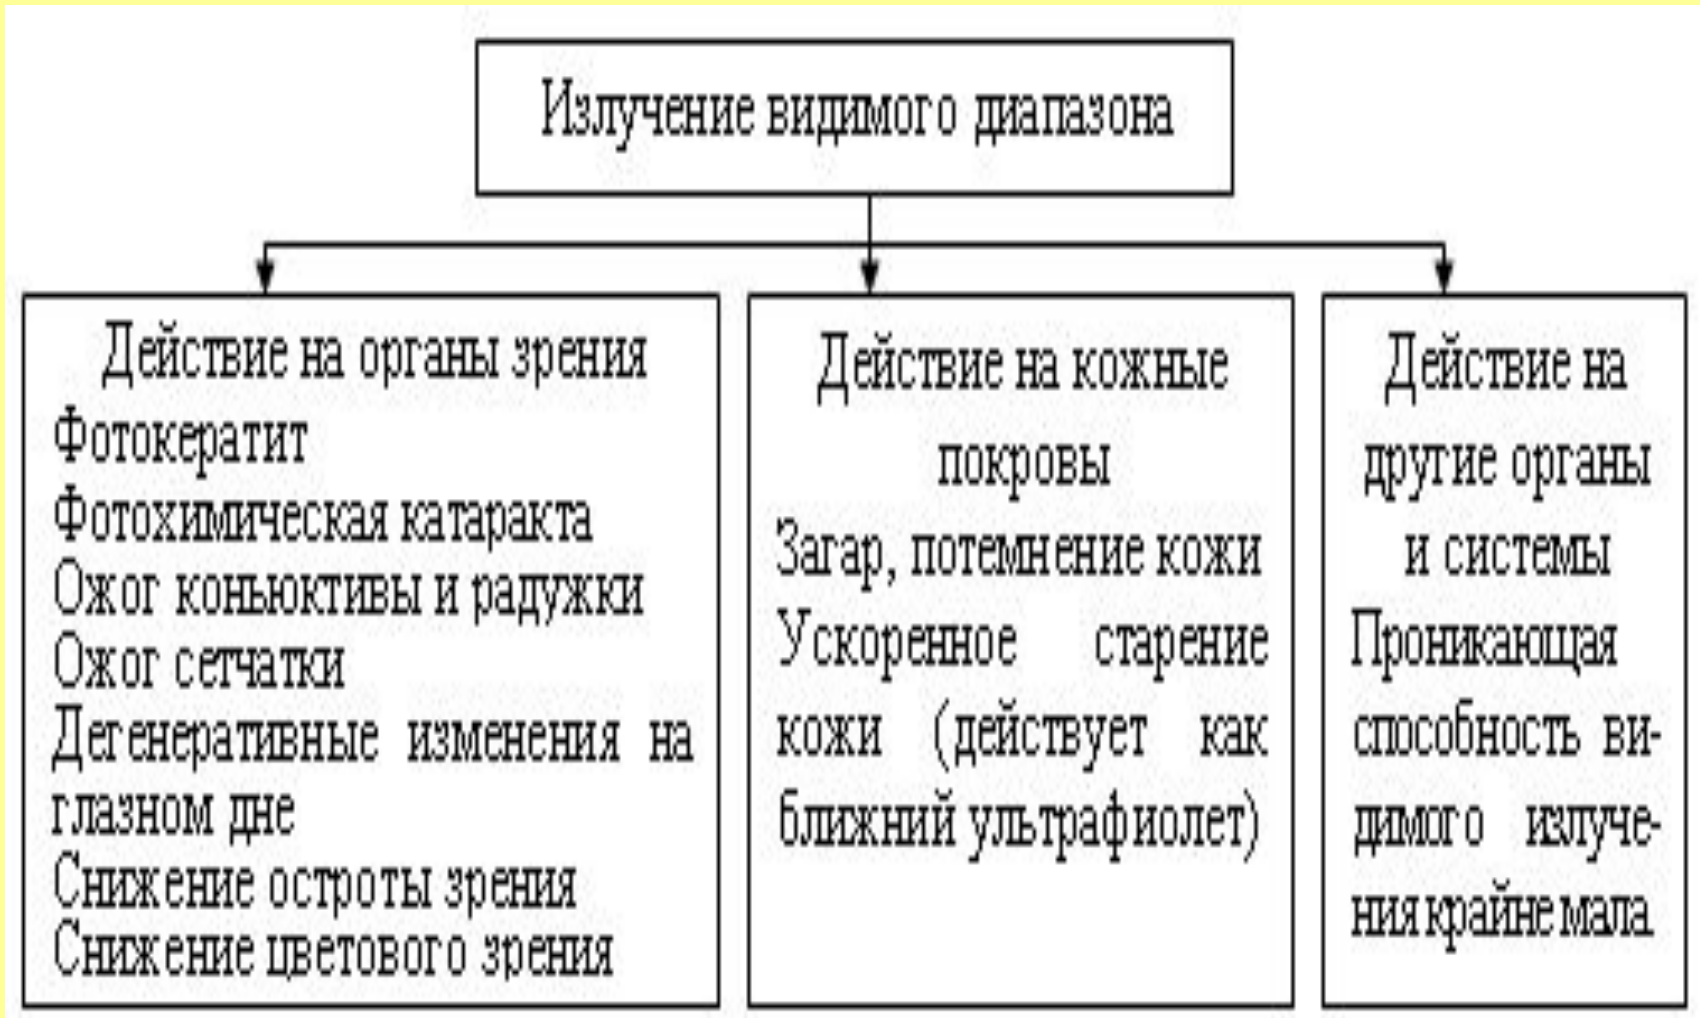 Излучение видимого диапазона
Действие на органы зрения
Фотокератит
Фотохимическая катаракта
Ожог коньюктивы и радужки
Ожог сетчатки
Дегенеративные изменения на
глазном дне
Снижение остроты зрения
Снижение цветового зрения
Действие на кожные
покровы
Загар, потемнение кожи
Ускоренное старение
кожи (действует как
ближний ультрафиолет)
Действие на
другие органы
и системы
Проникающая
способность ви-
димого излуче-
ния крайне мала